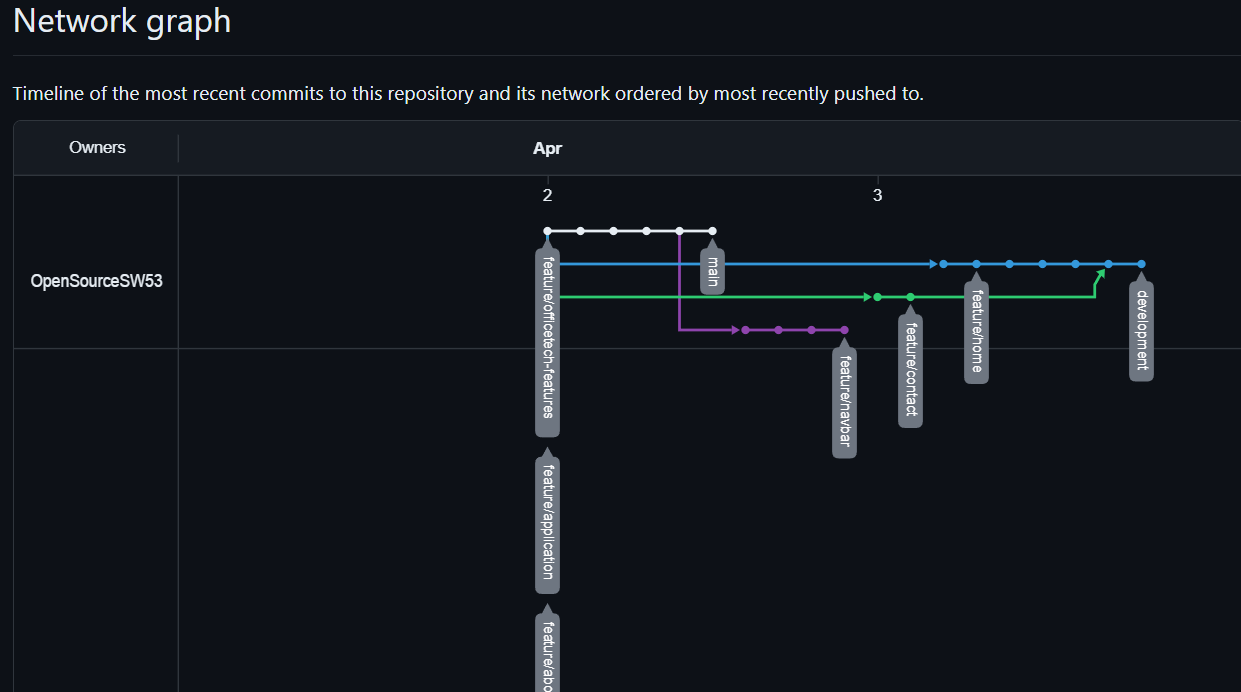 Network graph
Timeline of the most recent commits to this repository and its network ordered by most recently pushed to.
Owners
Apr
2
3
OpenSourceSW53
main
feature/officetech-features
feature/home
development
feature/contact
feature/navbar
feature/application
feature/abo